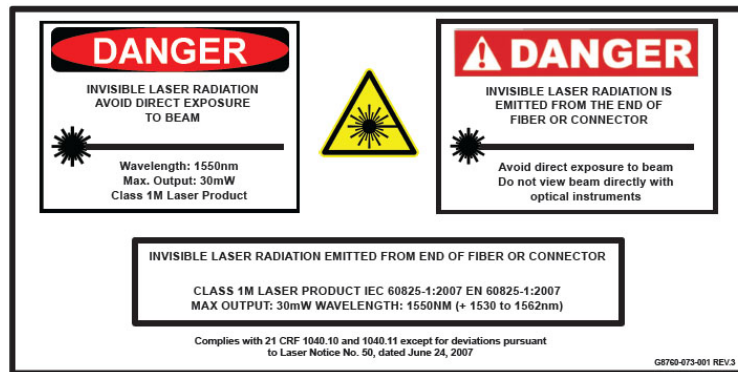 DANGER
INVISIBLE LASER RADIATION
AVOID DIRECT EXPOSURE
TO BEAM
Wavelength: 1550nm
Max. Output: 30mW
Class 1M Laser Product
DANGER
INVISIBLE LASER RADIATION IS
EMITTED FROM THE END OF
FIBER OR CONNECTOR
Avoid direct exposure to beam
Do not view beam directly with
optical instruments
INVISIBLE LASER RADIATION EMITTED FROM END OF FIBER OR CONNECTOR
CLASS 1M LASER PRODUCT IEC 60825-1:2007 EN 60825-1:2007
MAX OUTPUT: 30mW WAVELENGTH: 1550NM (+ 1530 to 1562nm)
Complies with 21 CRF 1040.10 and 1040.11 except for deviations pursuant
to Laser Notice No. 50, dated June 24, 2007
G8760-073-001 REV.3